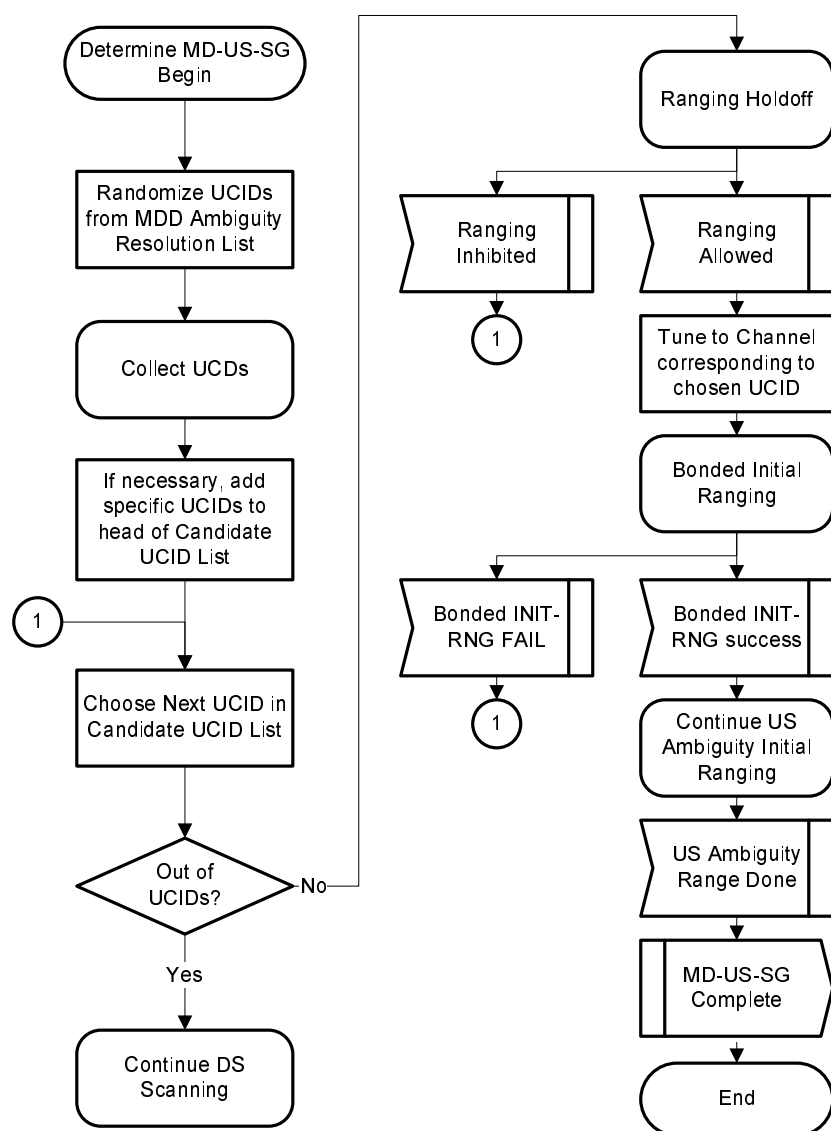 Determine MD-US-SG
Begin
Randomize UCIDs
from MDD Ambiguity
Resolution List
Collect UCDs
If necessary, add
specific UCIDs to
head of Candidate
UCID List
1
Choose Next UCID in
Candidate UCID List
Out of
UCIDs?
No
Yes
Continue DS
Scanning
Ranging Holdoff
Ranging
Inhibited
1
Ranging
Allowed
Tune to Channel
corresponding to
chosen UCID
Bonded Initial
Ranging
Bonded INIT-
RNG FAIL
1
Bonded INIT-
RNG success
Continue US
Ambiguity Initial
Ranging
US Ambiguity
Range Done
MD-US-SG
Complete
End